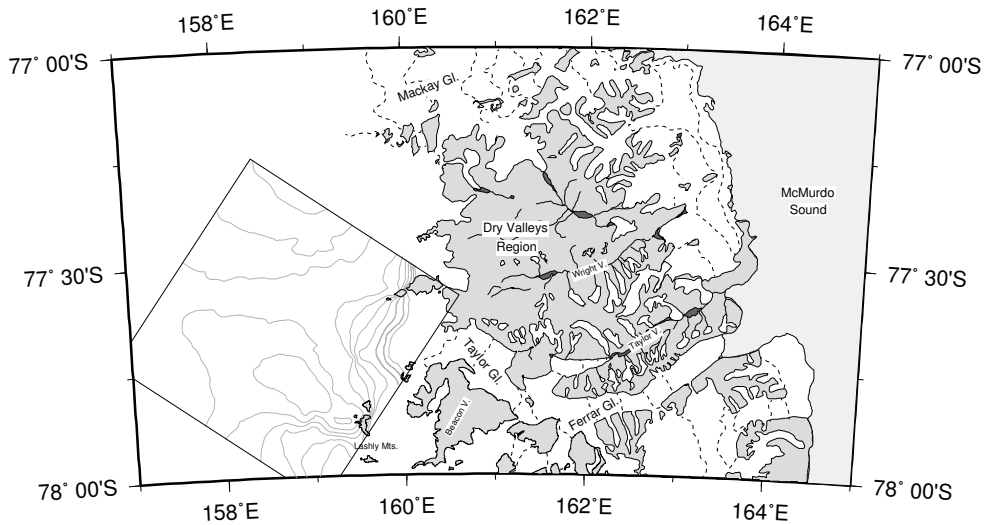 158˚E
160˚E
162˚E
164˚E
77˚ 00'S
77˚ 00'S
Mackay Gl.
McMurdo
Sound
Dry Valleys
Region
77˚ 30'S
77˚ 30'S
Wright V.
Taylor V.
Taylor Gl.
Beacon V.
Ferrar Gl.
Lashly Mts.
78˚ 00'S
78˚ 00'S
158˚E
160˚E
162˚E
164˚E